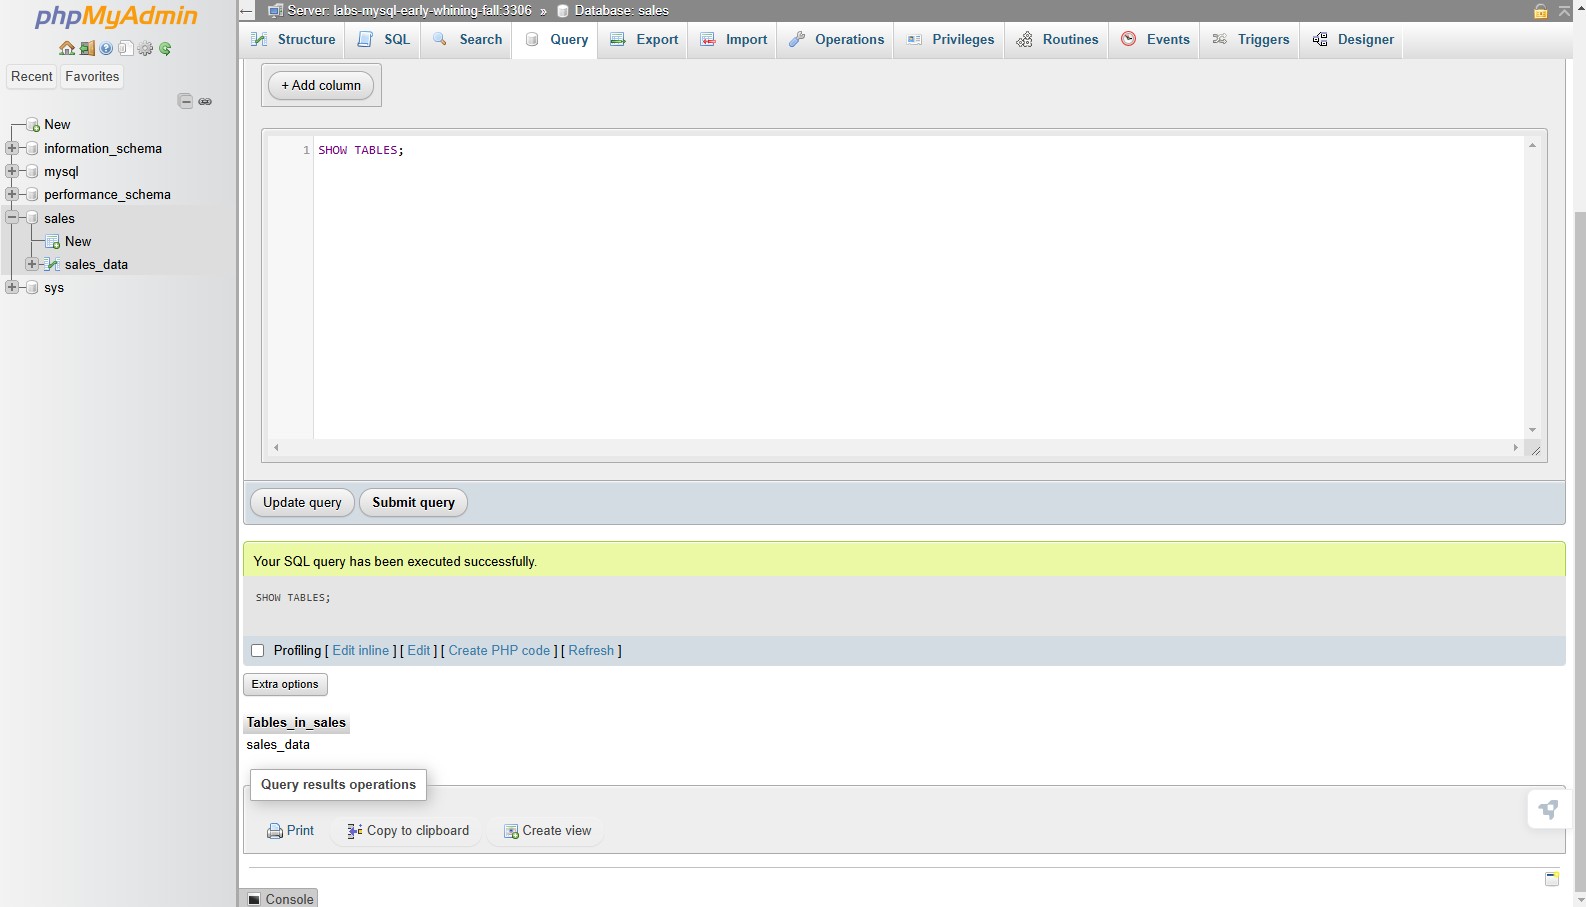 phpMyAdmin
Recent Favorites
New
information_schema
mysql
performance_schema
sales
New
sales_data
sys
Server: labs-mysql-early-whining-fall:3306 » Database: sales
Structure SQL Search Query Export Import Operations Privileges Routines Events Triggers Designer
+ Add column
1 SHOW TABLES;
Update query Submit query
Your SQL query has been executed successfully.
SHOW TABLES;
Profiling [ Edit inline ] [ Edit ] [ Create PHP code ] [ Refresh ]
Extra options
Tables_in_sales
sales_data
Query results operations
Print Copy to clipboard Create view
Console